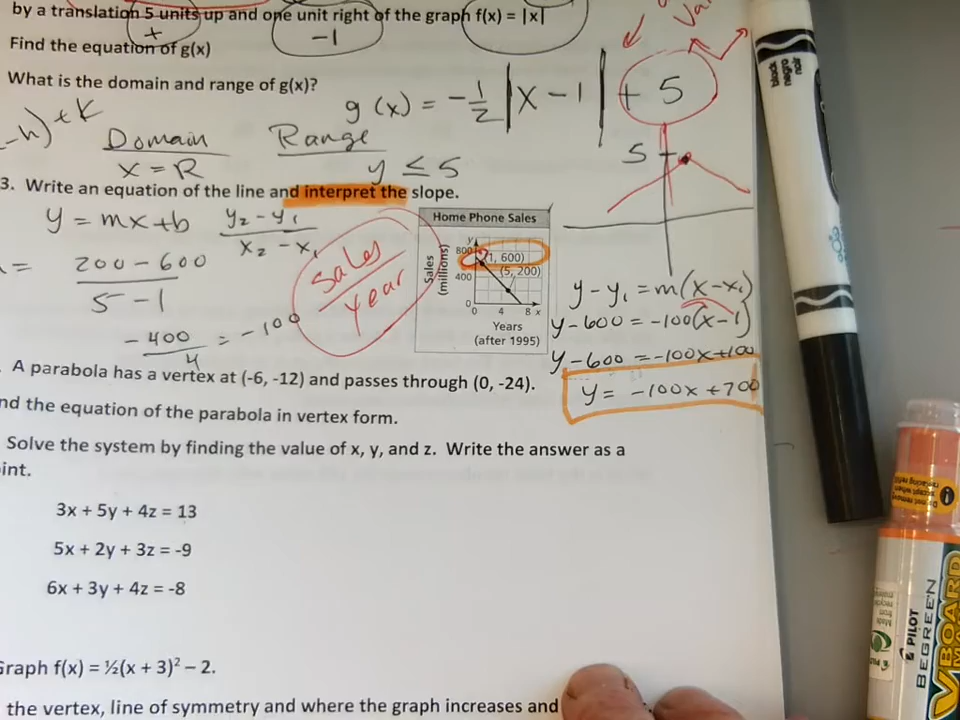 by a translation 5 units up and one unit right of the graph f(x) = |x|
+
-1
Find the equation of g(x)
What is the domain and range of g(x)?
g(x) = -½|x - 1| + 5
-h) + k
Domain Range
x = R y ≤ 5
5
3. Write an equation of the line and interpret the slope.
y = mx+b
y₂ - y₁
x₂ - x₁
200 - 600
5 - 1
-400
4
= -100
Sales
Year
Home Phone Sales
Sales
(millions)
y
800
400
0
(1, 600)
(5, 200)
0 4 8 x
Years
(after 1995)
y - y₁ = m(x - x₁)
y - 600 = -100(x - 1)
y - 600 = -100x + 100
y = -100x + 700
A parabola has a vertex at (-6, -12) and passes through (0, -24).
nd the equation of the parabola in vertex form.
Solve the system by finding the value of x, y, and z. Write the answer as a
int.
3x + 5y + 4z = 13
5x + 2y + 3z = -9
6x + 3y + 4z = -8
Graph f(x) = ½(x + 3)² – 2.
the vertex, line of symmetry and where the graph increases and
PILOT
BEGREE'N
V BOARD